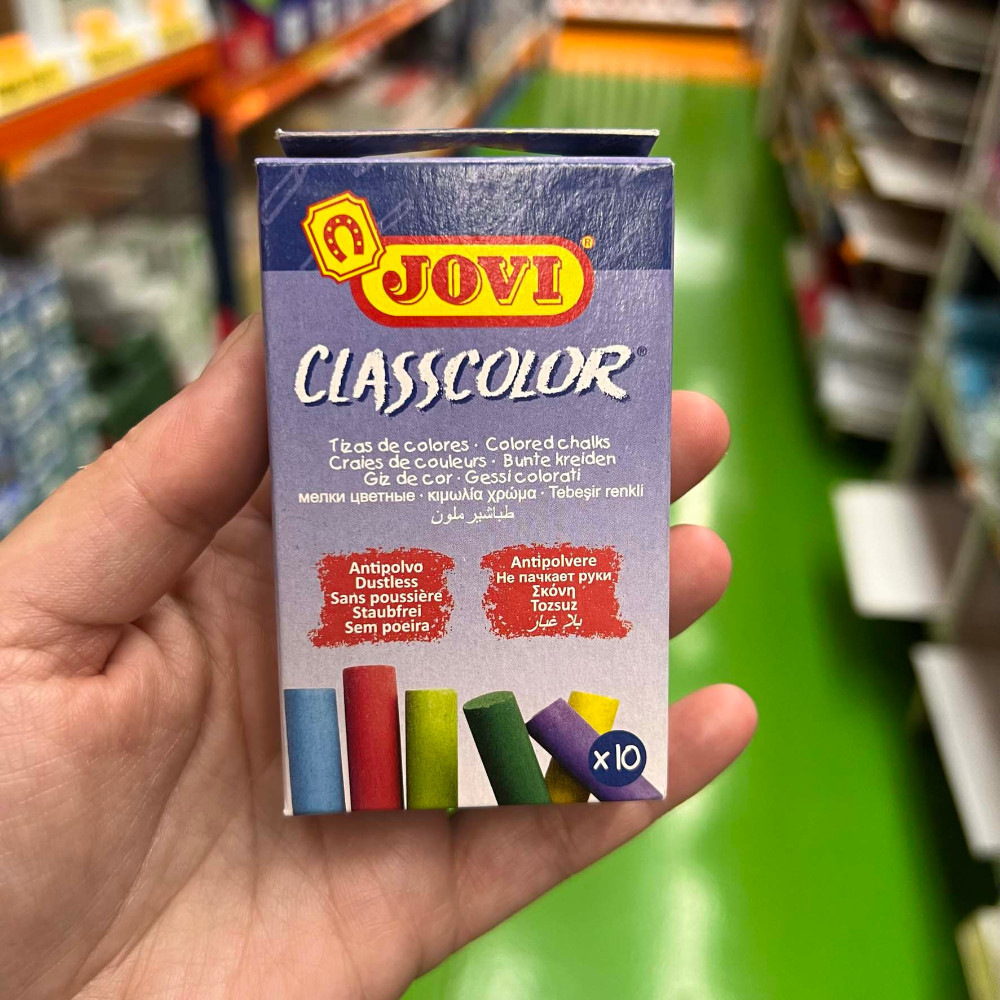 JOVI®
CLASSCOLOR®
Tizas de colores · Colored chalks
Craies de couleurs · Bunte kreiden
Giz de cor · Gessi colorati
мелки цветные · κιμωλία χρώμα · Tebeşir renkli
طباشير ملون
Antipolvo
Dustless
Sans poussière
Staubfrei
Sem poeira
Antipolvere
Не пачкает руки
Σκόνη
Tozsuz
بلا غبار
x10